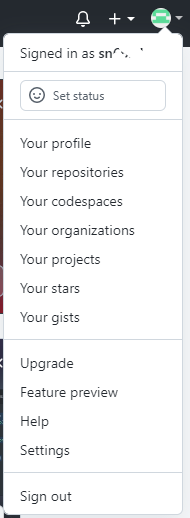 Signed in as
Set status
Your profile
Your repositories
Your codespaces
Your organizations
Your projects
Your stars
Your gists
Upgrade
Feature preview
Help
Settings
Sign out